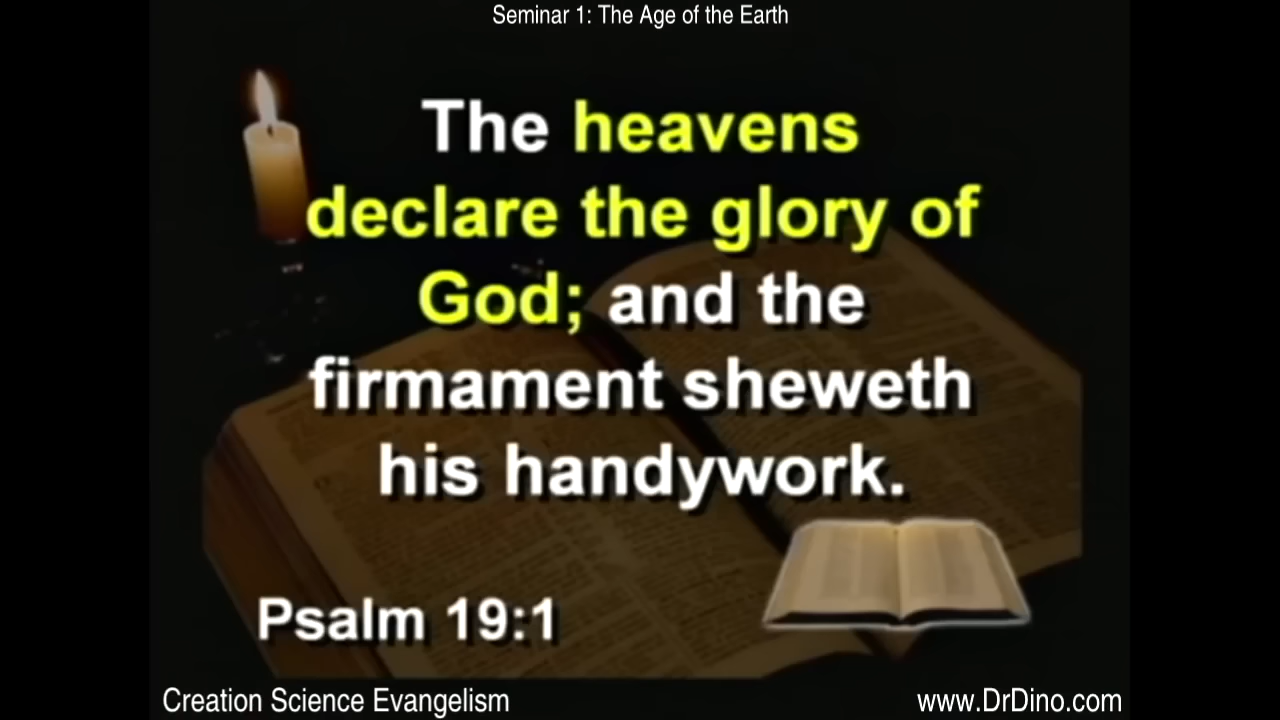 Seminar 1: The Age of the Earth
The heavens
declare the glory of
God; and the
firmament sheweth
his handywork.
Psalm 19:1
Creation Science Evangelism
www.DrDino.com